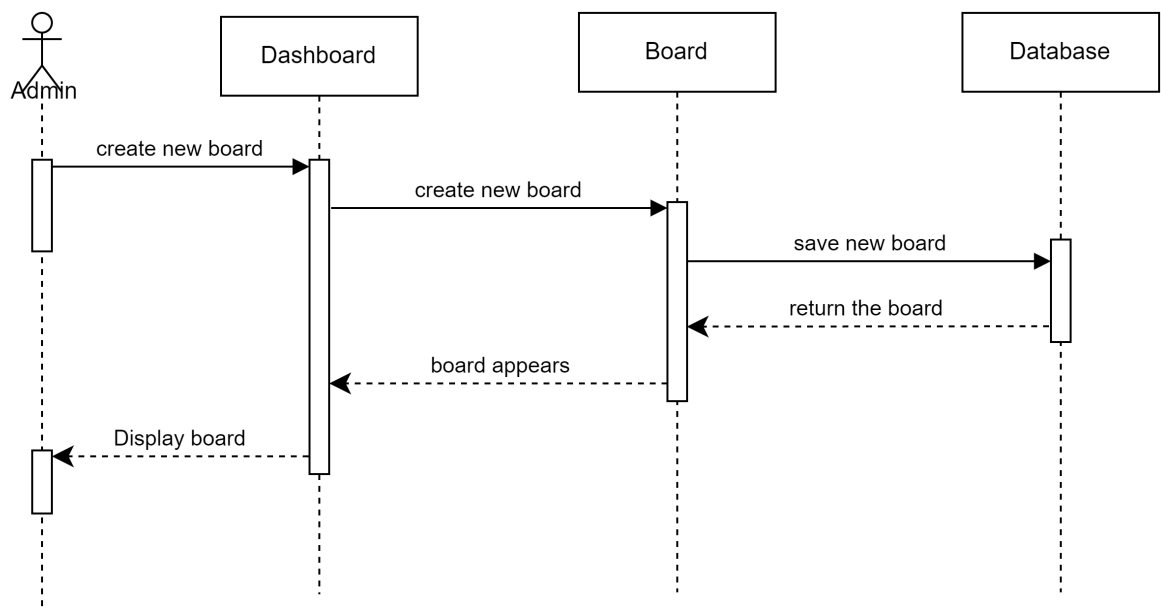 Admin
Dashboard
Board
Database
create new board
create new board
save new board
return the board
board appears
Display board